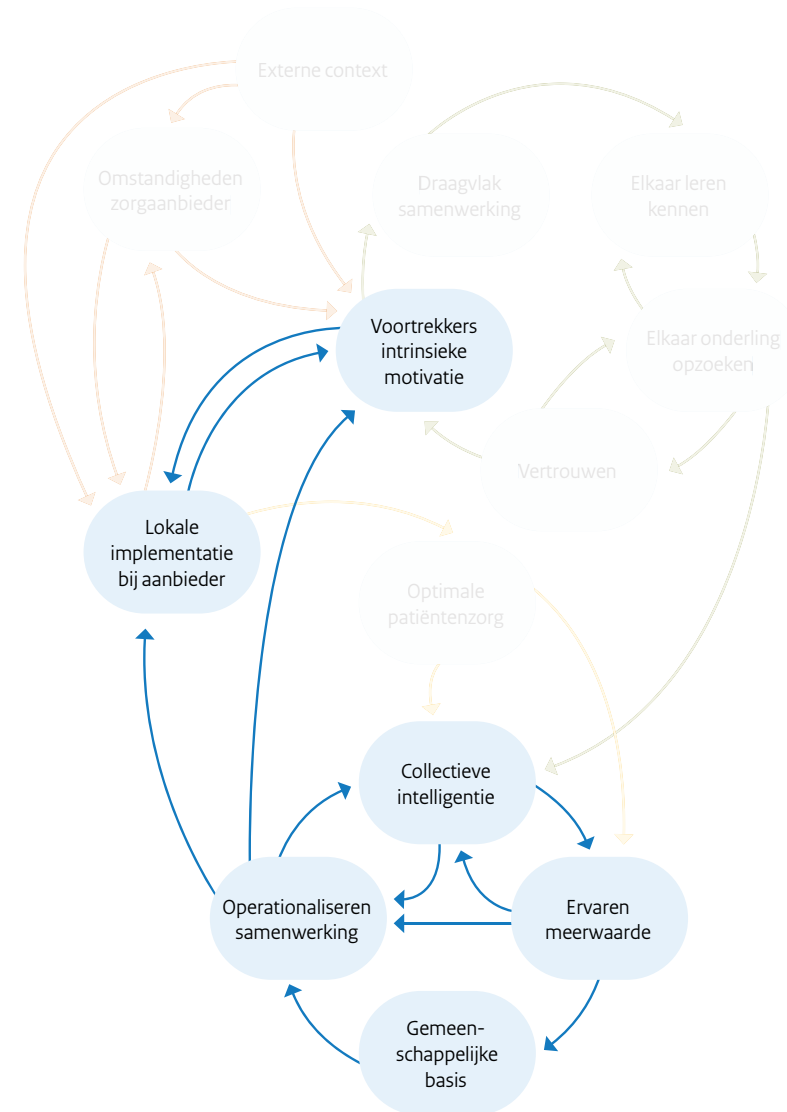 Externe context
Omstandigheden
zorgaanbieder
Draagvlak
samenwerking
Elkaar leren
kennen
Voortrekkers
intrinsieke
motivatie
Elkaar onderling
opzoeken
Vertrouwen
Lokale
implementatie
bij aanbieder
Optimale
patiëntenzorg
Collectieve
intelligentie
Operationaliseren
samenwerking
Ervaren
meerwaarde
Gemeen-
schappelijke
basis